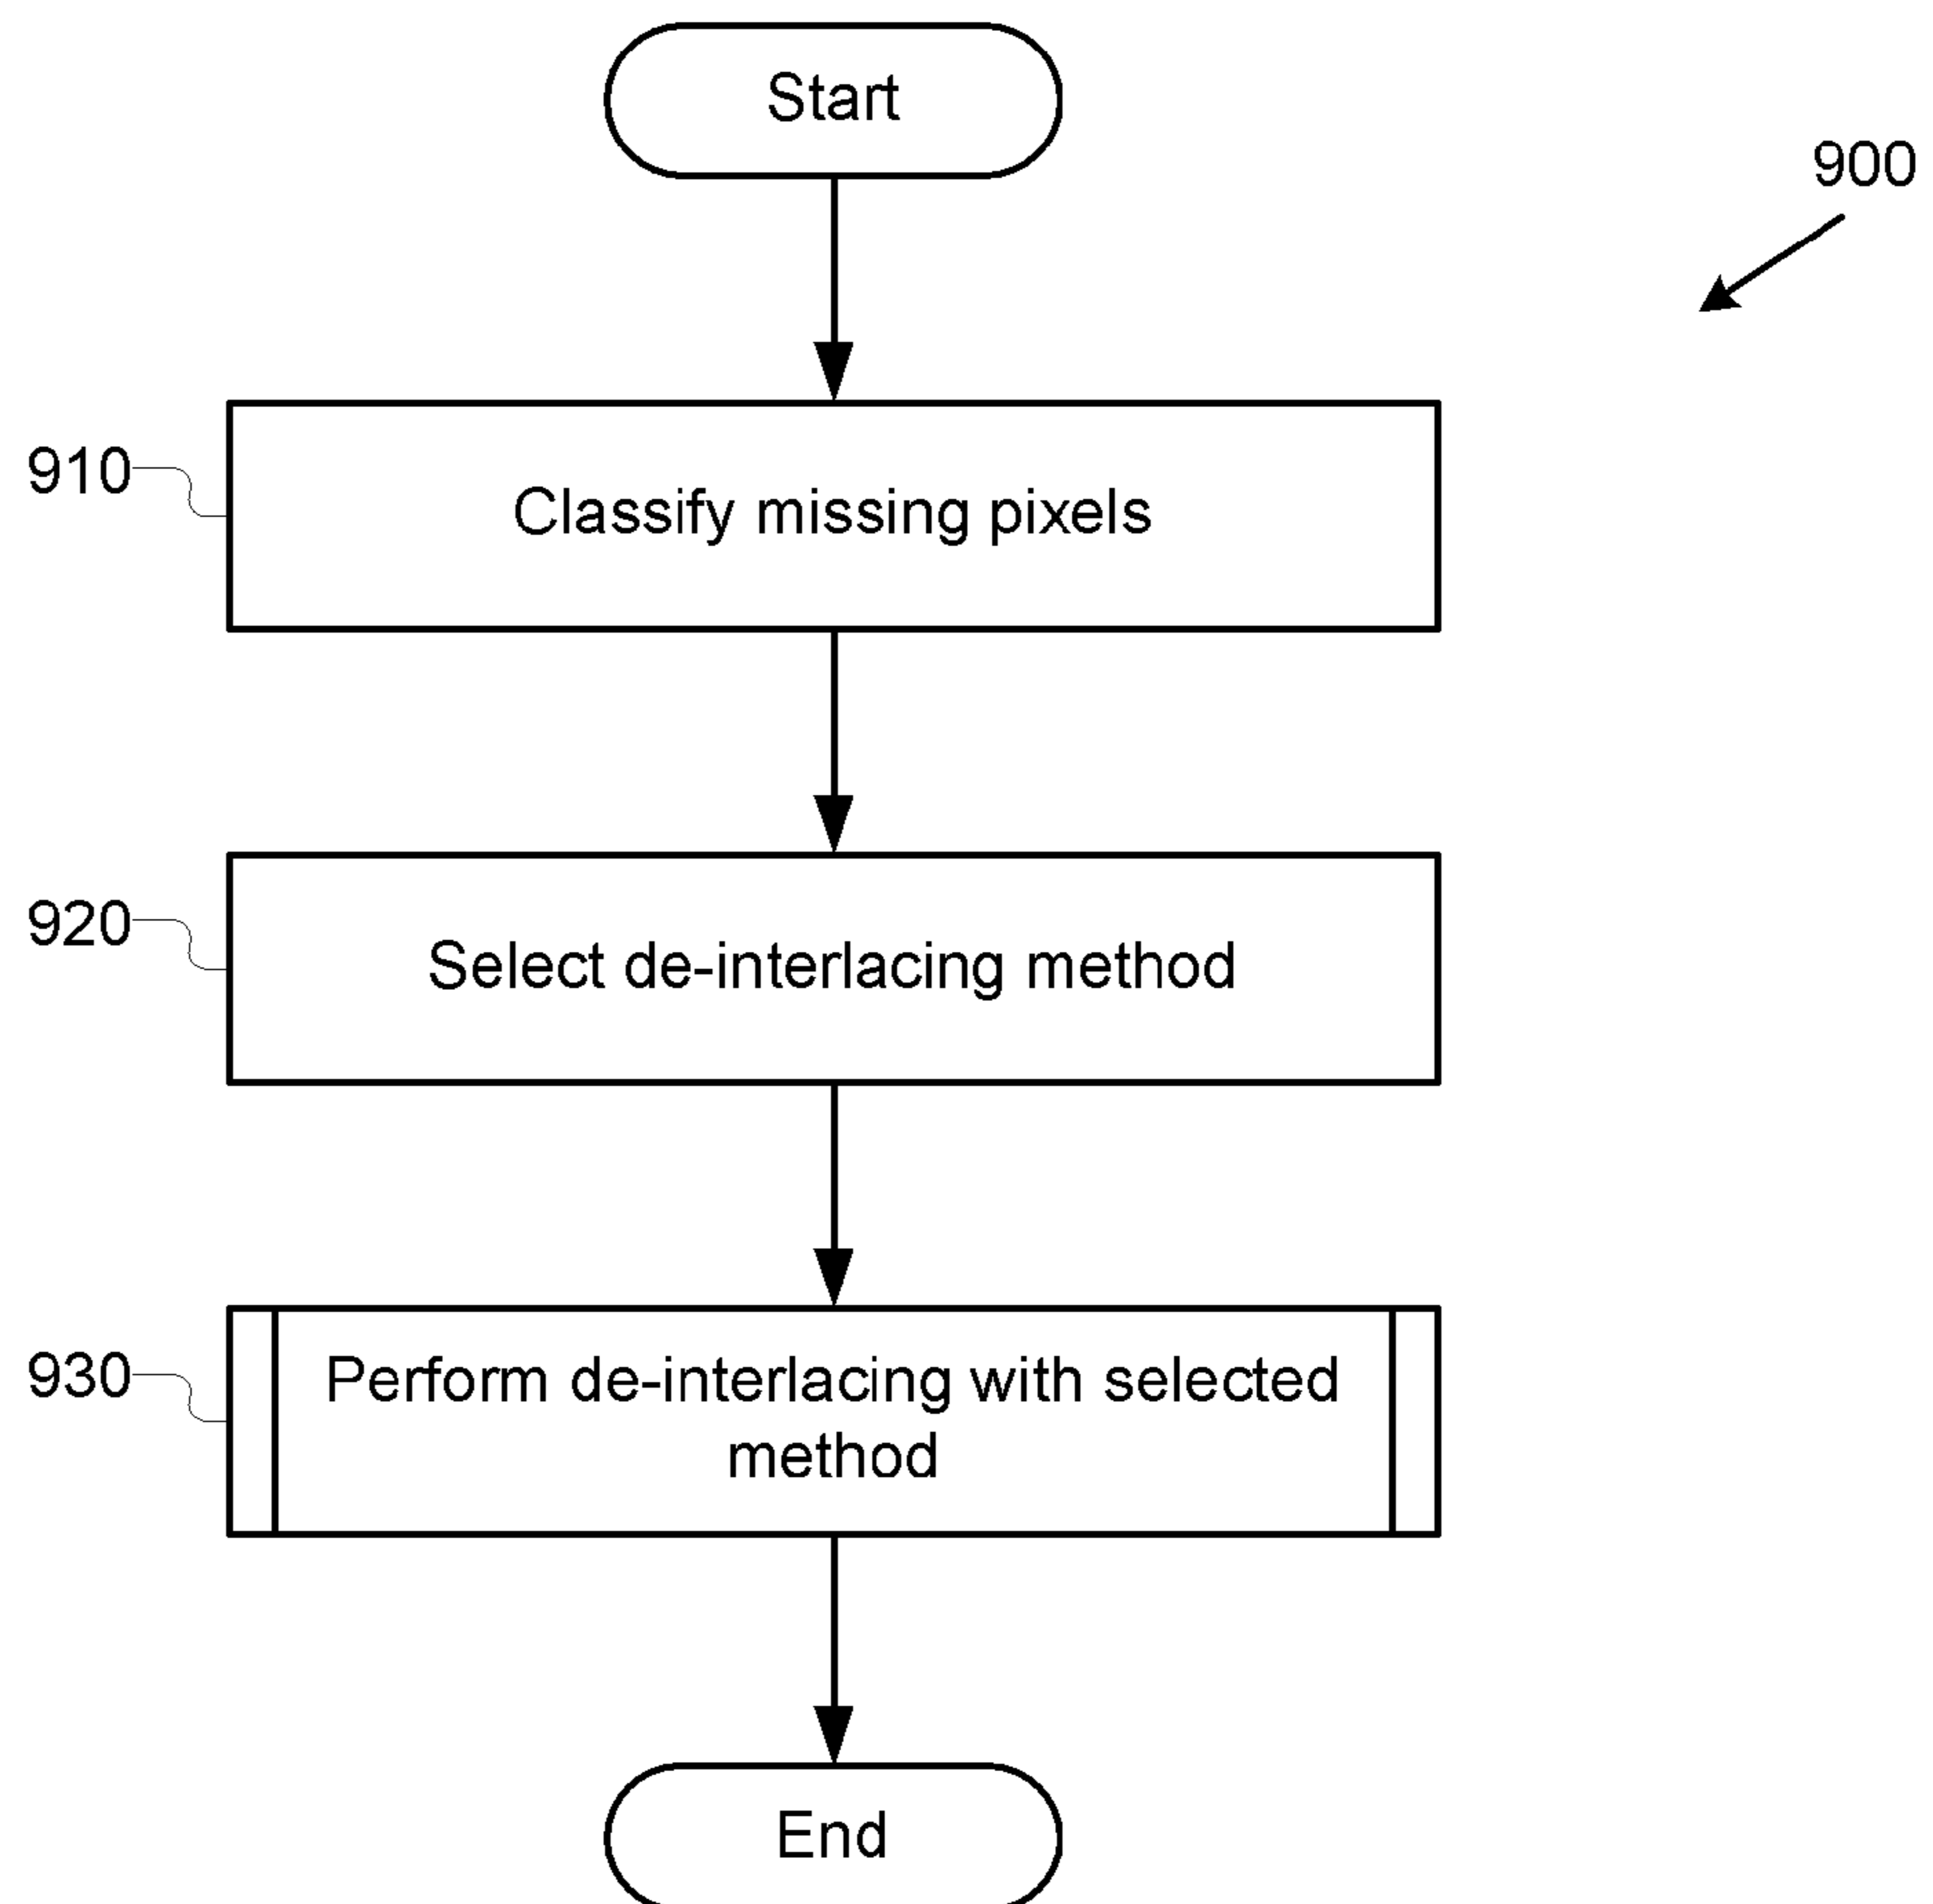 Start
900
910
Classify missing pixels
920
Select de-interlacing method
930
Perform de-interlacing with selected
method
End